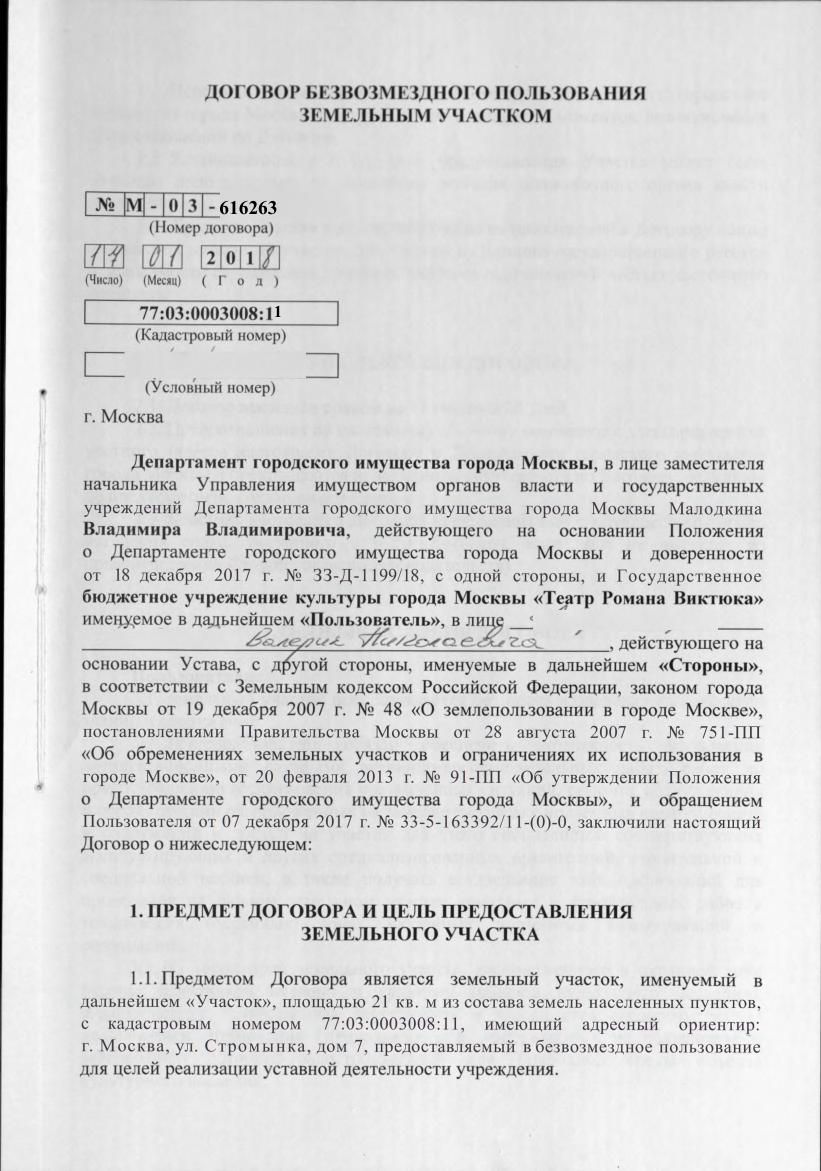 ДОГОВОР БЕЗВОЗМЕЗДНОГО ПОЛЬЗОВАНИЯ
ЗЕМЕЛЬНЫМ УЧАСТКОМ
№ М - 0 3 - 616263
(Номер договора)
01 2018
(Число) (Месяц) ( Г о д )
77:03:0003008:11
(Кадастровый номер)
(Условный номер)
г. Москва
Департамент городского имущества города Москвы, в лице заместителя
начальника Управления имуществом органов власти и государственных
учреждений Департамента городского имущества города Москвы Малодкина
Владимира Владимировича, действующего на основании Положения
о Департаменте городского имущества города Москвы и доверенности
от 18 декабря 2017 г. № ЗЗ-Д-1199/18, с одной стороны, и Государственное
бюджетное учреждение культуры города Москвы «Театр Романа Виктюка»
именуемое в дальнейшем «Пользователь», в лице
Валерия Николаевича, действующего на
основании Устава, с другой стороны, именуемые в дальнейшем «Стороны»,
в соответствии с Земельным кодексом Российской Федерации, законом города
Москвы от 19 декабря 2007 г. № 48 «О землепользовании в городе Москве»,
постановлениями Правительства Москвы от 28 августа 2007 г. № 751-ПП
«Об обременениях земельных участков и ограничениях их использования в
городе Москве», от 20 февраля 2013 г. № 91-ПП «Об утверждении Положения
о Департаменте городского имущества города Москвы», и обращением
Пользователя от 07 декабря 2017 г. № 33-5-163392/11-(0)-0, заключили настоящий
Договор о нижеследующем:
1. ПРЕДМЕТ ДОГОВОРА И ЦЕЛЬ ПРЕДОСТАВЛЕНИЯ
ЗЕМЕЛЬНОГО УЧАСТКА
1.1. Предметом Договора является земельный участок, именуемый в
дальнейшем «Участок», площадью 21 кв. м из состава земель населенных пунктов,
с кадастровым номером 77:03:0003008:11, имеющий адресный ориентир:
г. Москва, ул. Стромынка, дом 7, предоставляемый в безвозмездное пользование
для целей реализации уставной деятельности учреждения.